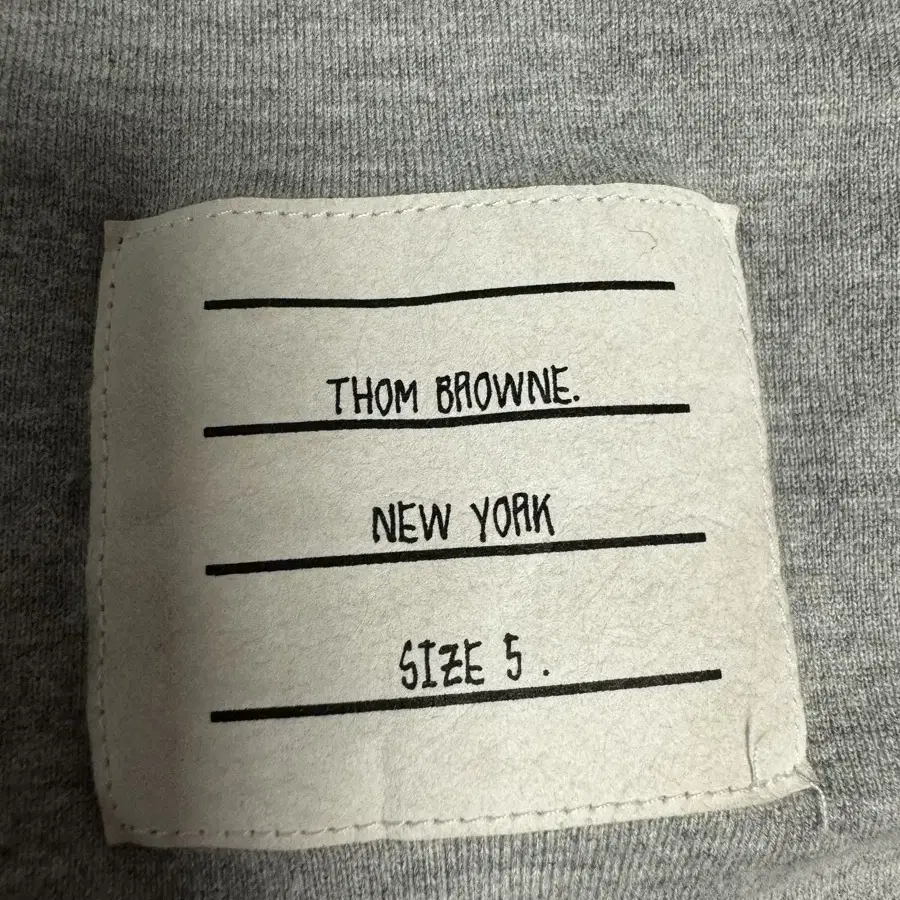 THOM BROWNE.
NEW YORK
SIZE 5 .